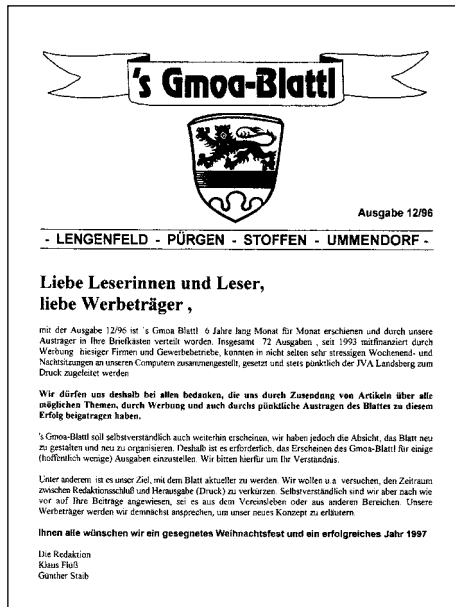 's Gmoa-Blattl
Ausgabe 12/96
- LENGENFELD - PÜRGEN - STOFFEN - UMMENDORF -
Liebe Leserinnen und Leser,
liebe Werbeträger ,
mit der Ausgabe 12/96 ist `s Gmoa Blattl 6 Jahre lang Monat für Monat erschienen und durch unsere
Austräger in Ihre Briefkästen verteilt worden. Insgesamt 72 Ausgaben , seit 1993 mitfinanziert durch
Werbung hiesiger Firmen und Gewerbebetriebe, konnten in nicht selten sehr stressigen Wochenend- und
Nachtsitzungen an unseren Computern zusammengestellt, gesetzt und stets pünktlich der JVA Landsberg zum
Druck zugeleitet werden
Wir dürfen uns deshalb bei allen bedanken, die uns durch Zusendung von Artikeln über alle
möglichen Themen, durch Werbung und auch durchs pünktliche Austragen des Blattes zu diesem
Erfolg beigetragen haben.
's Gmoa-Blattl soll selbstverständlich auch weiterhin erscheinen, wir haben jedoch die Absicht, das Blatt neu
zu gestalten und neu zu organisieren. Deshalb ist es erforderlich, das Erscheinen des Gmoa-Blattl für einige
(hoffentlich wenige) Ausgaben einzustellen. Wir bitten hierfür um Ihr Verständnis.
Unter anderem ist es unser Ziel, mit dem Blatt aktueller zu werden. Wir wollen u.a. versuchen, den Zeitraum
zwischen Redaktionsschluß und Herausgabe (Druck) zu verkürzen. Selbstverständlich sind wir aber nach wie
vor auf Ihre Beiträge angewiesen, sei es aus dem Vereinsleben oder aus anderen Bereichen. Unsere
Werbeträger werden wir demnächst ansprechen, um unser neues Konzept zu erläutern.
Ihnen alle wünschen wir ein gesegnetes Weihnachtsfest und ein erfolgreiches Jahr 1997
Die Redaktion
Klaus Fluß
Günther Staib